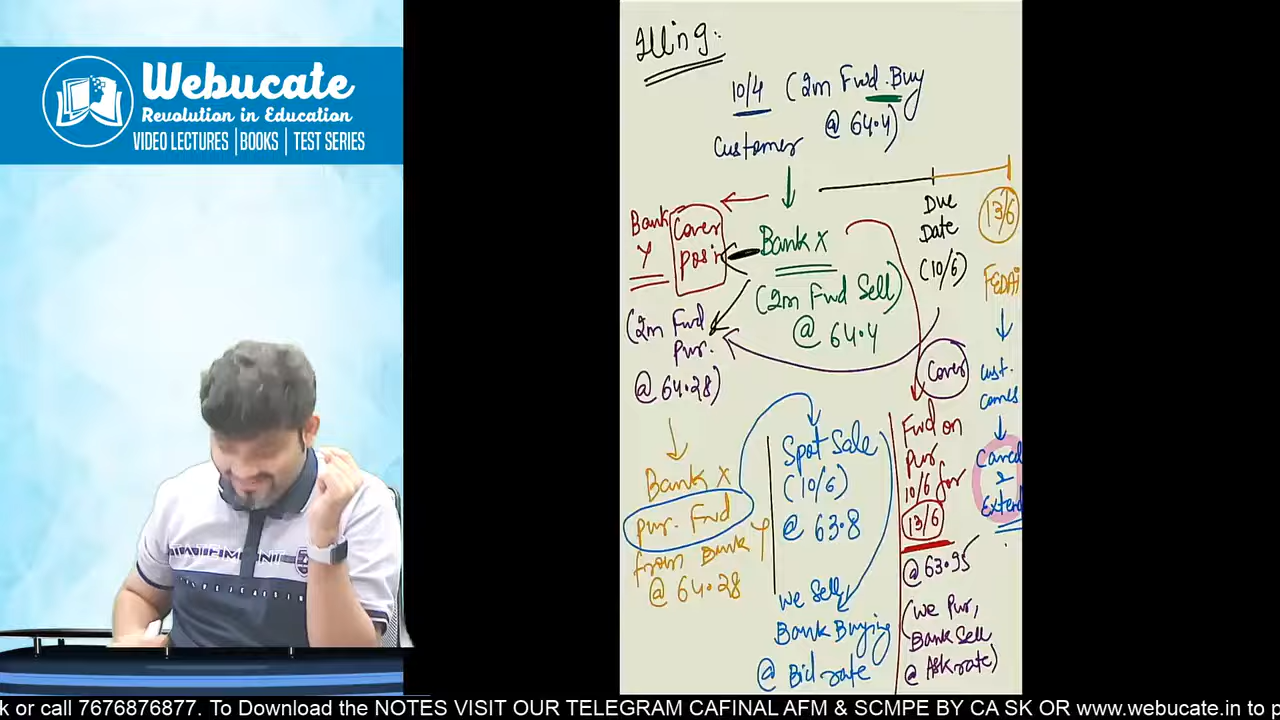 Webucate
Revolution in Education
VIDEO LECTURES | BOOKS | TEST SERIES
Illn 9:
10/4 (2m Fwd Buy
@ 64.4)
Customer
Bank
Y
Cover
posn
Bank X
(2m Fwd Sell)
@ 64.4
Due
Date
(10/6)
13/6
FEDAI
Cust.
comes
Cancel
&
Extend
(2m Fwd
Pur.
@ 64.28)
Bank X
pur. Fwd
from Bank Y
@ 64.28
Spot Sale
(10/6)
@ 63.8
We Sell,
Bank Buying
@ Bid rate
Cover
Fwd on
pur
10/6 for
13/6
@ 63.95
(we Pur,
Bank Sell
@ Ask rate)
k or call 7676876877. To Download the NOTES VISIT OUR TELEGRAM CAFINAL AFM & SCMPE BY CA SK OR www.webucate.in to p